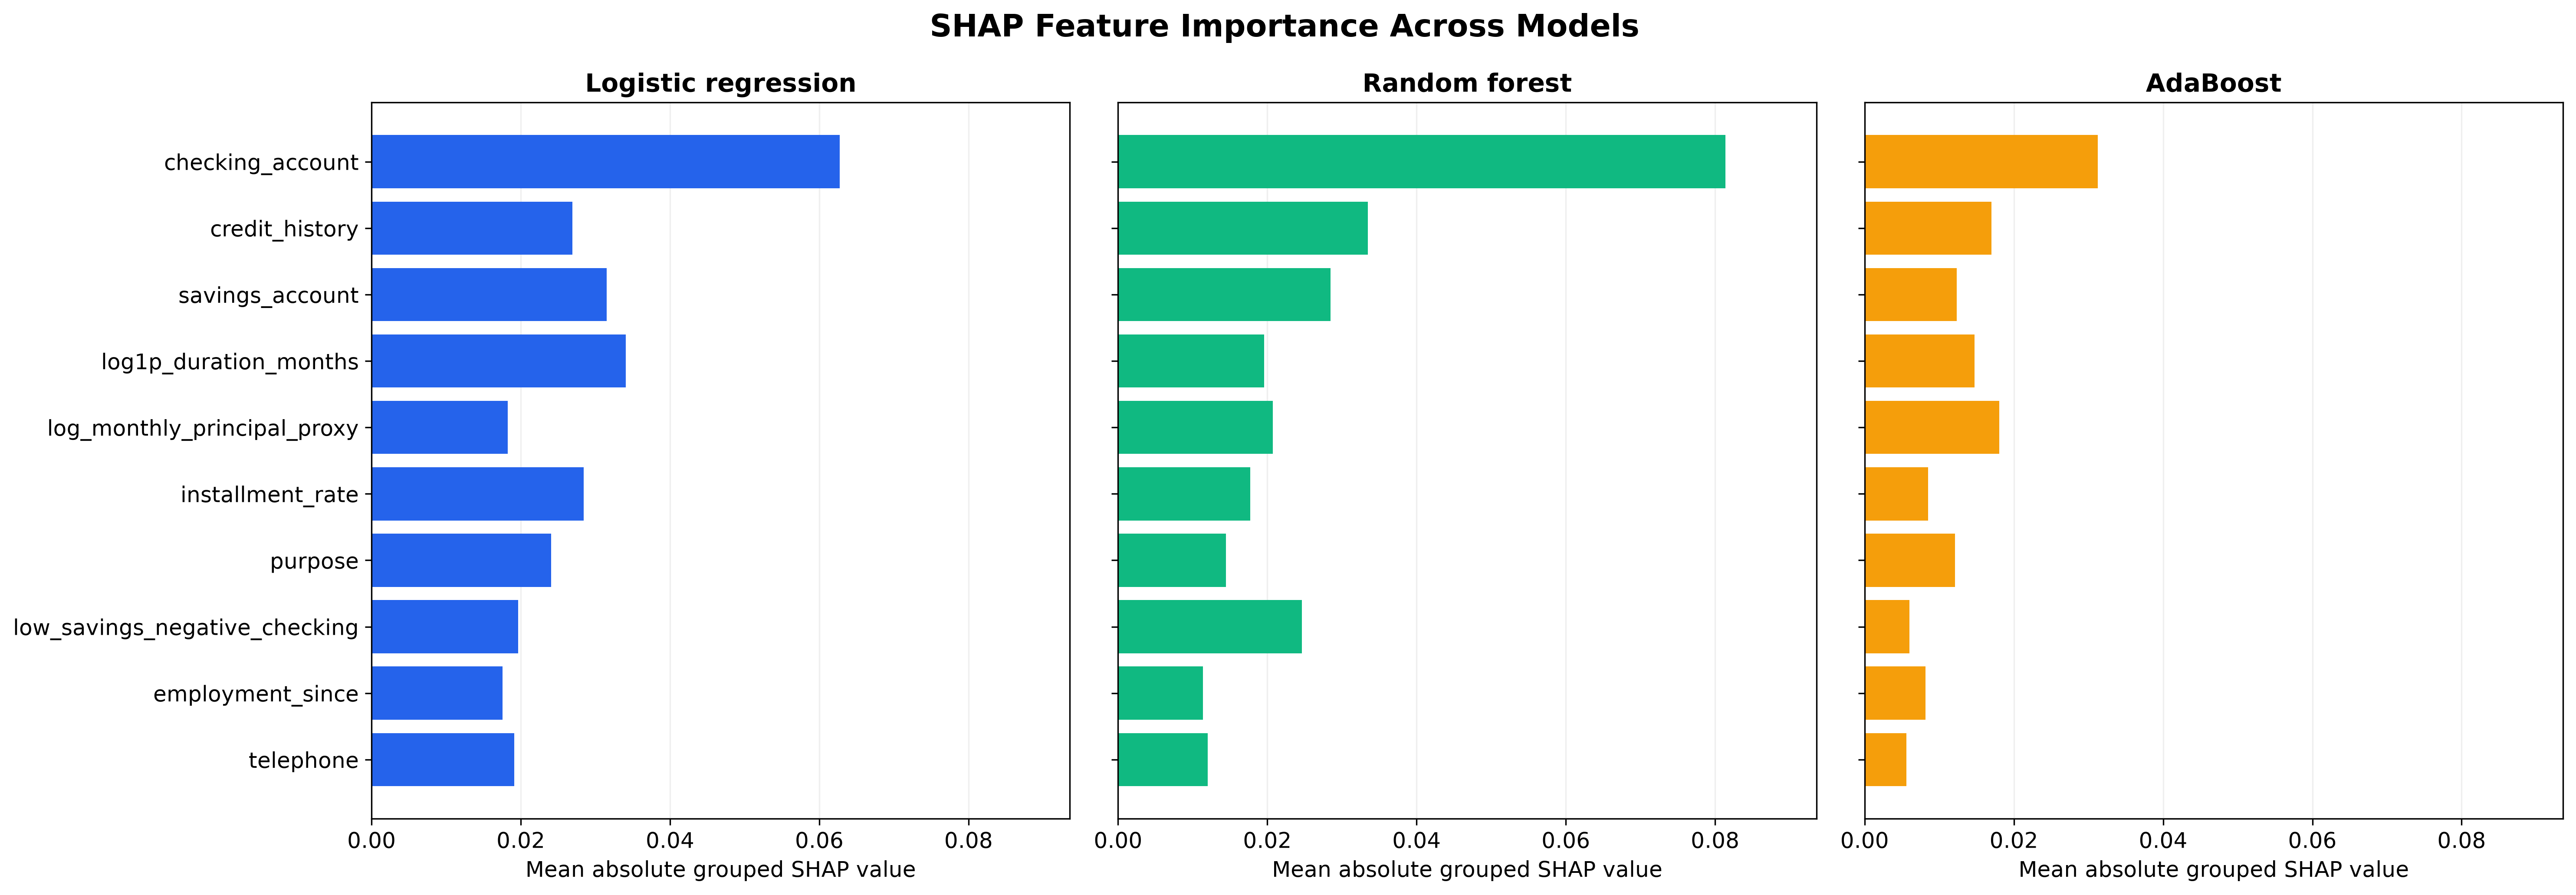 SHAP Feature Importance Across Models
Logistic regression
Random forest
AdaBoost
checking_account
credit_history
savings_account
log1p_duration_months
log_monthly_principal_proxy
installment_rate
purpose
low_savings_negative_checking
employment_since
telephone
0.00 0.02 0.04 0.06 0.08
0.00 0.02 0.04 0.06 0.08
0.00 0.02 0.04 0.06 0.08
Mean absolute grouped SHAP value
Mean absolute grouped SHAP value
Mean absolute grouped SHAP value